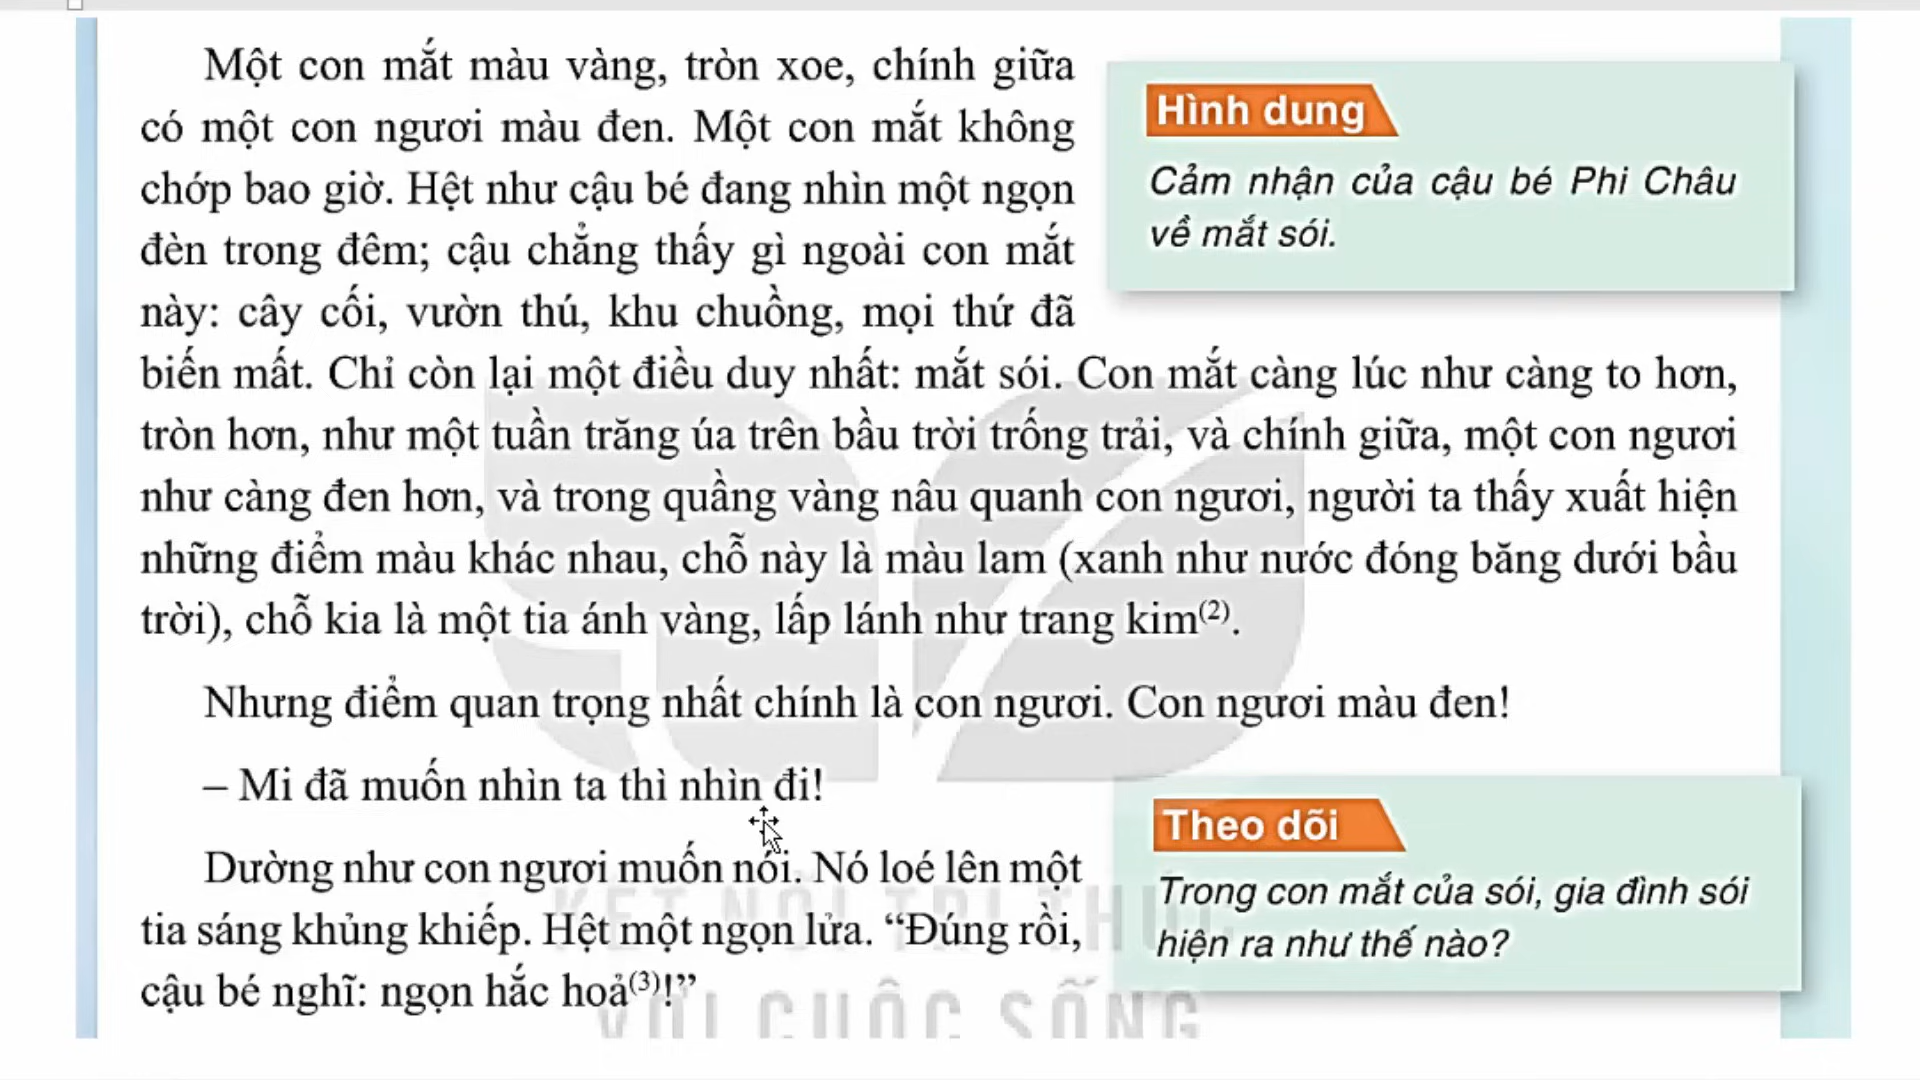 Một con mắt màu vàng, tròn xoe, chính giữa
có một con ngươi màu đen. Một con mắt không
chớp bao giờ. Hệt như cậu bé đang nhìn một ngọn
đèn trong đêm; cậu chẳng thấy gì ngoài con mắt
này: cây cối, vườn thú, khu chuồng, mọi thứ đã
biến mất. Chỉ còn lại một điều duy nhất: mắt sói. Con mắt càng lúc như càng to hơn,
tròn hơn, như một tuần trăng úa trên bầu trời trống trải, và chính giữa, một con ngươi
như càng đen hơn, và trong quầng vàng nâu quanh con ngươi, người ta thấy xuất hiện
những điểm màu khác nhau, chỗ này là màu lam (xanh như nước đóng băng dưới bầu
trời), chỗ kia là một tia ánh vàng, lấp lánh như trang kim(2).
Hình dung
Cảm nhận của cậu bé Phi Châu
về mắt sói.
Nhưng điểm quan trọng nhất chính là con ngươi. Con ngươi màu đen!
– Mi đã muốn nhìn ta thì nhìn đi!
Dường như con ngươi muốn nói. Nó loé lên một
tia sáng khủng khiếp. Hệt một ngọn lửa. “Đúng rồi,
cậu bé nghĩ: ngọn hắc hoả(3)!”
Theo dõi
Trong con mắt của sói, gia đình sói
hiện ra như thế nào?
KẾT NỐI TRI THỨC
VỚI CUỘC SỐNG